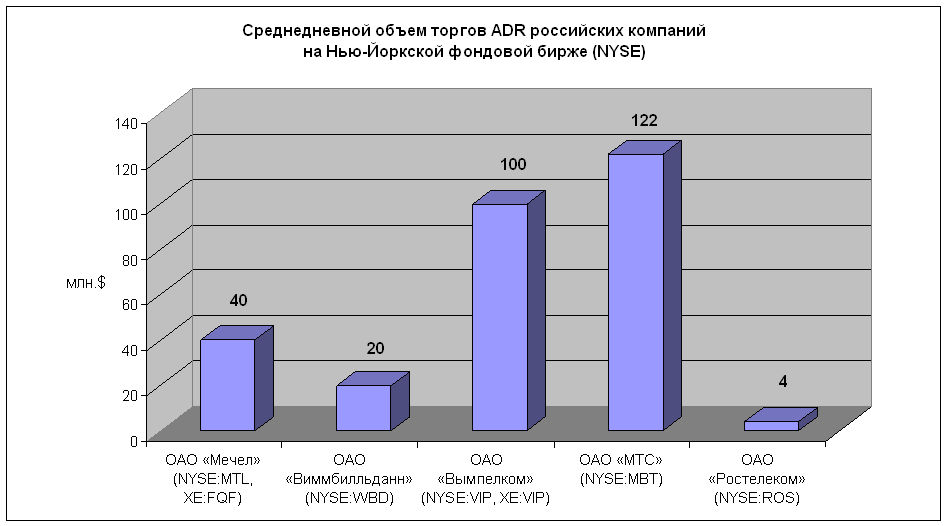 Среднедневной объем торгов ADR российских компаний
на Нью-Йоркской фондовой бирже (NYSE)
140
120
100
80
60
40
20
0
млн.$
40
20
100
122
4
ОАО «Мечел»
(NYSE:MTL,
XE:FQF)
ОАО
«Виммбилльданн»
(NYSE:WBD)
ОАО
«Вымпелком»
(NYSE:VIP, XE:VIP)
ОАО «МТС»
(NYSE:MBT)
ОАО
«Ростелеком»
(NYSE:ROS)